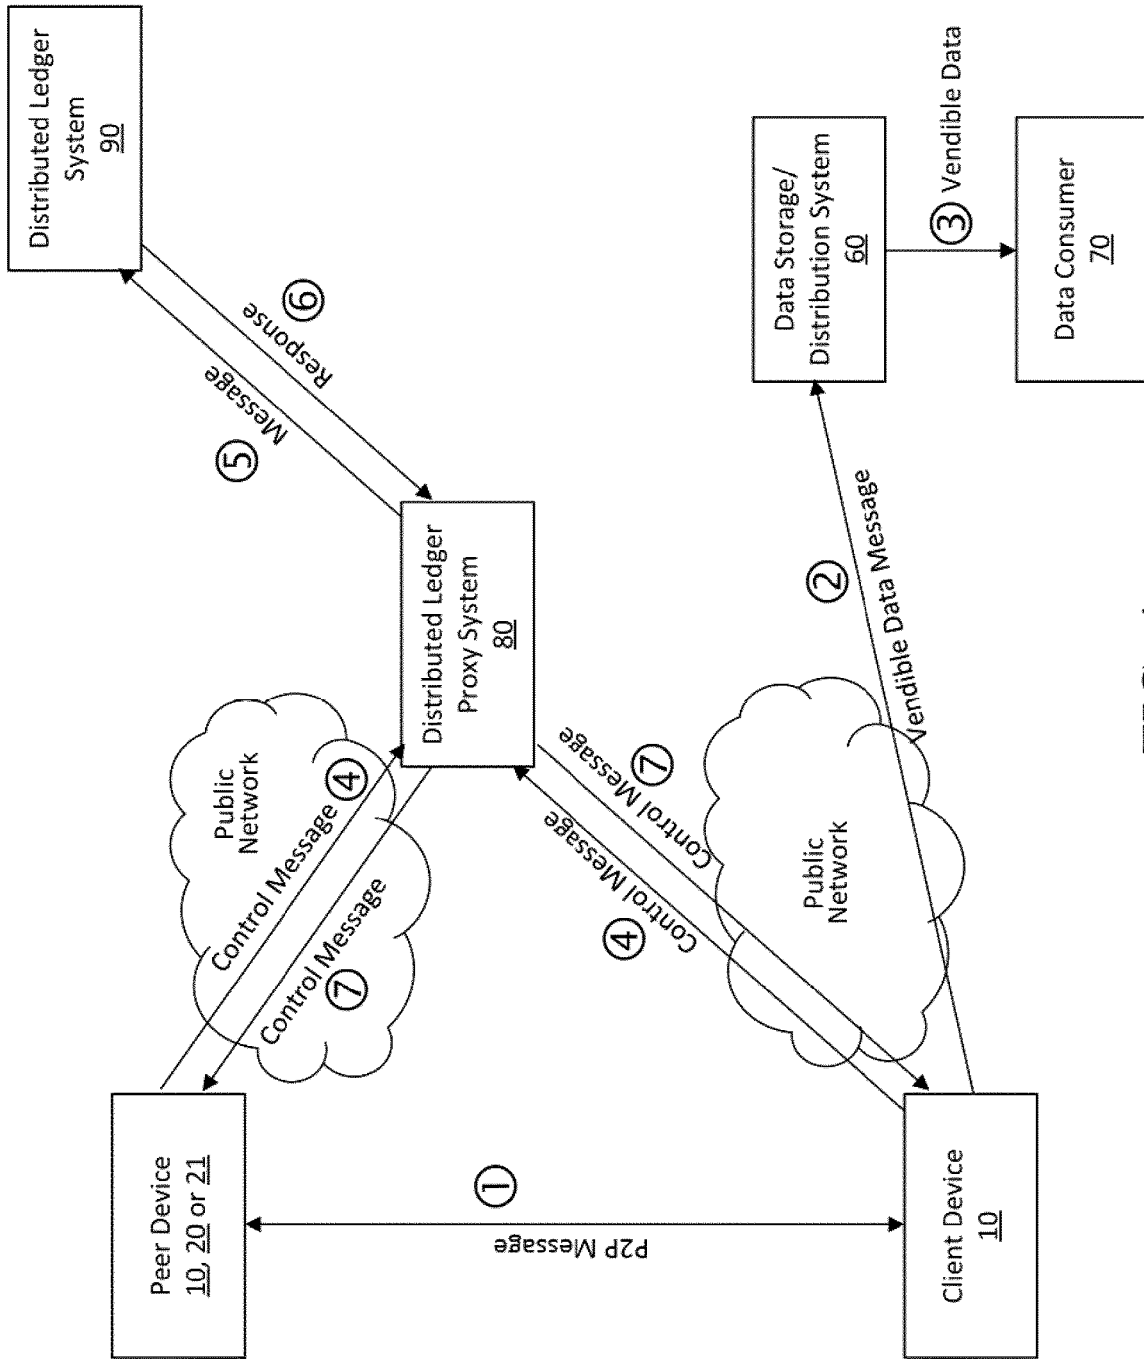 Peer Device
10, 20 or 21
P2P Message
①
Client Device
10
Public
Network
Control Message
④
Control Message
⑦
Distributed Ledger
Proxy System
80
Control Message
④
Control Message
⑦
Public
Network
Message
⑤
Response
⑥
Distributed Ledger
System
90
②
Vendible Data Message
Data Storage/
Distribution System
60
③ Vendible Data
Data Consumer
70